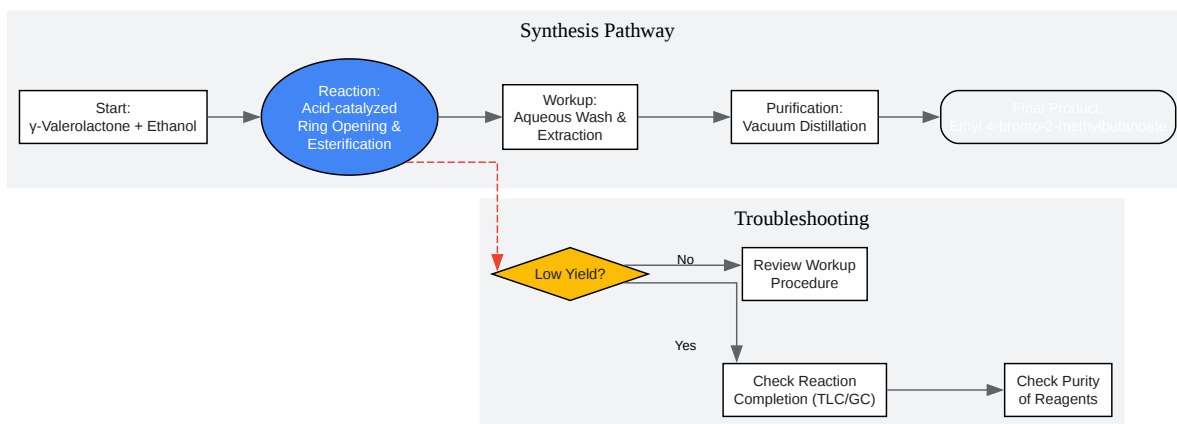 Synthesis Pathway
Start:
γ-Valerolactone + Ethanol
Reaction:
Acid-catalyzed
Ring Opening &
Esterification
Workup:
Aqueous Wash &
Extraction
Purification:
Vacuum Distillation
Final Product:
Ethyl 4-bromo-2-methylbutanoate
Troubleshooting
Low Yield?
No
Review Workup
Procedure
Yes
Check Reaction
Completion (TLC/GC)
Check Purity
of Reagents